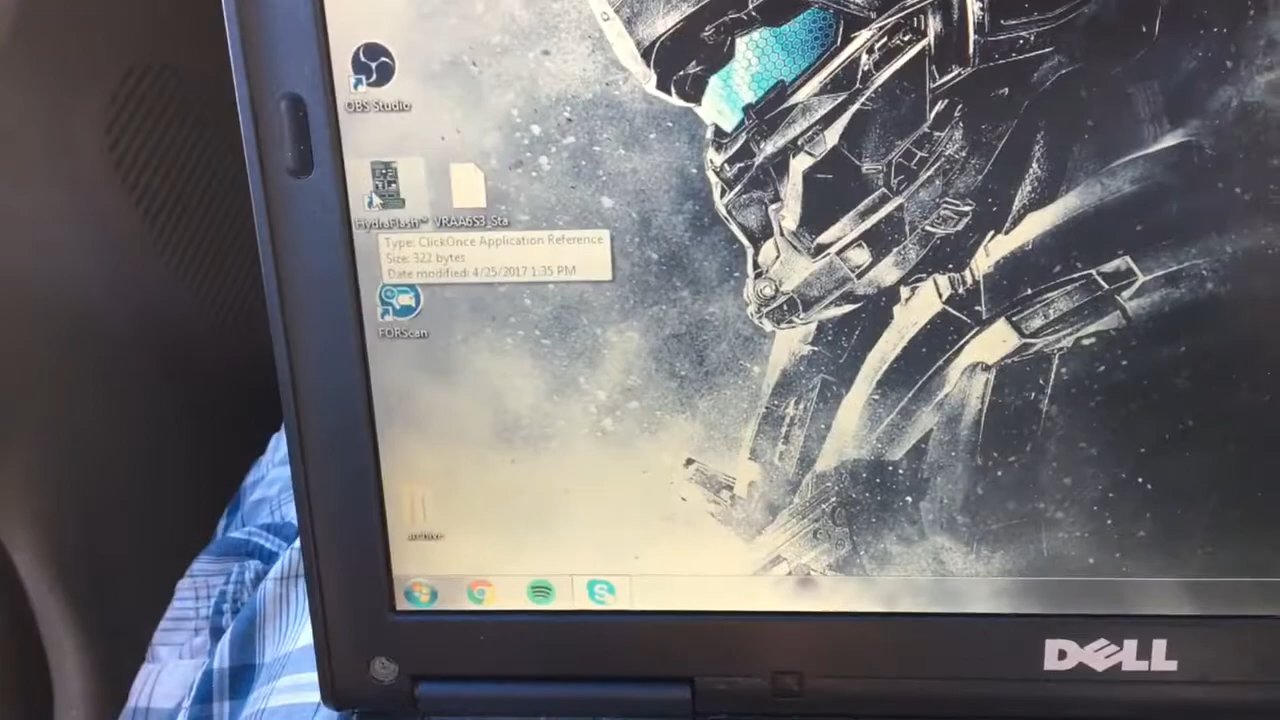 OBS Studio
HydraFlash™ VRAA6S3_Sta
Type: ClickOnce Application Reference
Size: 322 bytes
Date modified: 4/25/2017 1:35 PM
FORScan
archive
S
DELL